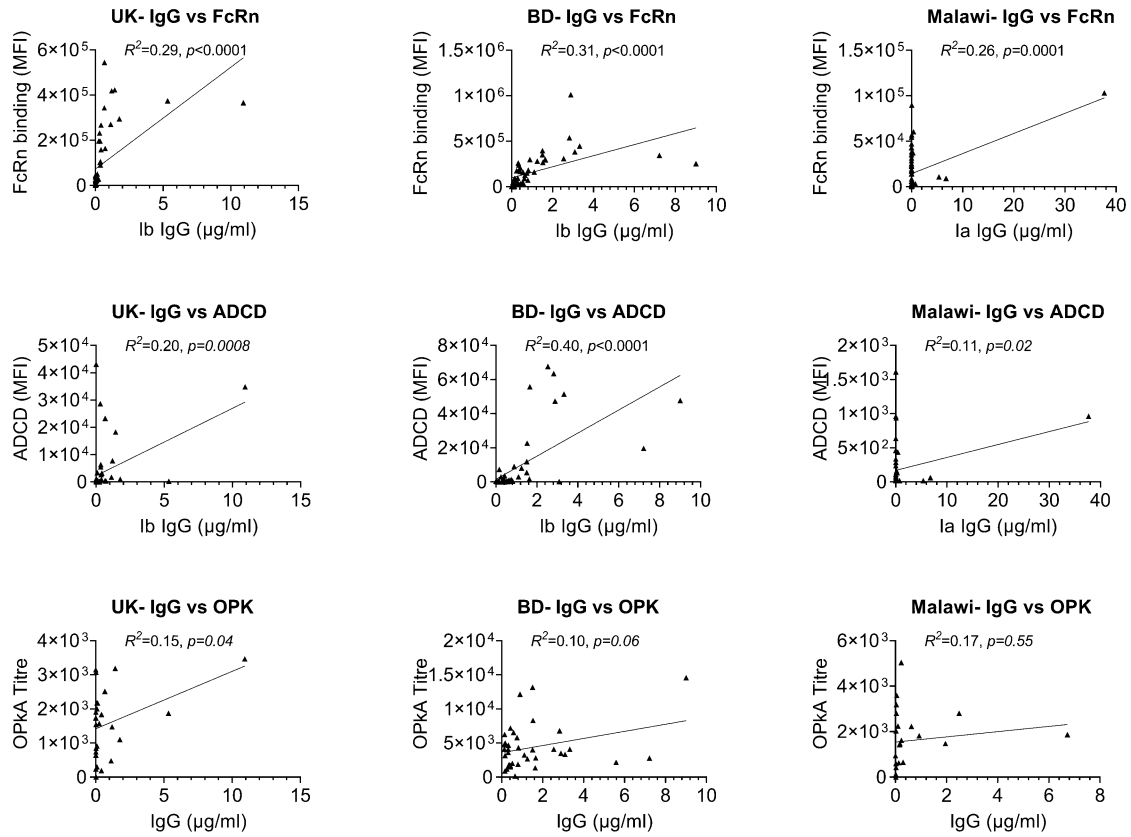 UK- IgG vs FcRn
R²=0.29, p<0.0001
FcRn binding (MFI)
6×10⁵
4×10⁵
2×10⁵
0
0 5 10 15
Ib IgG (µg/ml)
BD- IgG vs FcRn
R²=0.31, p<0.0001
FcRn binding (MFI)
1.5×10⁶
1×10⁶
5×10⁵
0
0 2 4 6 8 10
Ib IgG (µg/ml)
Malawi- IgG vs FcRn
R²=0.26, p=0.0001
FcRn binding (MFI)
1.5×10⁵
1×10⁵
5×10⁴
0
0 10 20 30 40
Ia IgG (µg/ml)
UK- IgG vs ADCD
R²=0.20, p=0.0008
ADCD (MFI)
5×10⁴
4×10⁴
3×10⁴
2×10⁴
1×10⁴
0
0 5 10 15
Ib IgG (µg/ml)
BD- IgG vs ADCD
R²=0.40, p<0.0001
ADCD (MFI)
8×10⁴
6×10⁴
4×10⁴
2×10⁴
0
0 2 4 6 8 10
Ib IgG (µg/ml)
Malawi- IgG vs ADCD
R²=0.11, p=0.02
ADCD (MFI)
2×10³
1.5×10³
1×10³
5×10²
0
0 10 20 30 40
Ia IgG (µg/ml)
UK- IgG vs OPK
R²=0.15, p=0.04
OPkA Titre
4×10³
3×10³
2×10³
1×10³
0
0 5 10 15
IgG (µg/ml)
BD- IgG vs OPK
R²=0.10, p=0.06
OPkA Titre
2×10⁴
1.5×10⁴
1×10⁴
5×10³
0
0 2 4 6 8 10
IgG (µg/ml)
Malawi- IgG vs OPK
R²=0.17, p=0.55
OPkA Titre
6×10³
4×10³
2×10³
0
0 2 4 6 8
IgG (µg/ml)